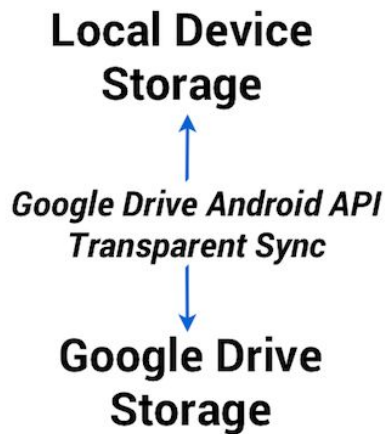 Local Device
Storage
Google Drive Android API
Transparent Sync
Google Drive
Storage